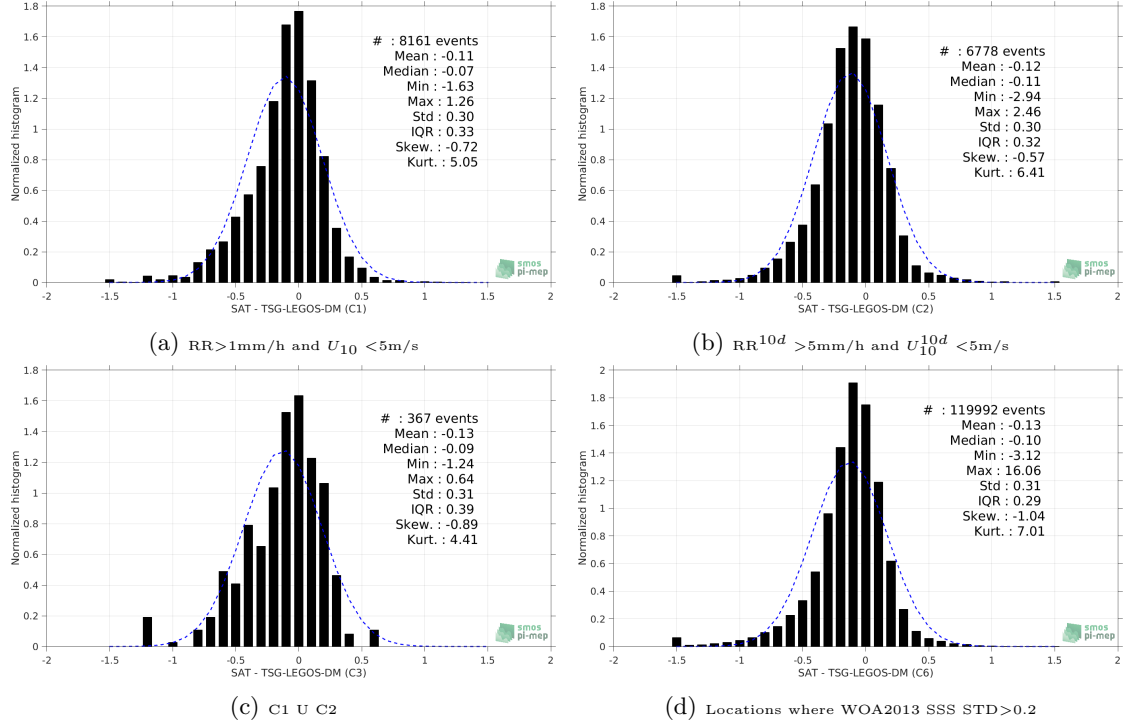 1.8
1.6
1.4
1.2
1
0.8
0.6
0.4
0.2
0
-2 -1.5 -1 -0.5 0 0.5 1 1.5 2
Normalized histogram
# : 8161 events
Mean : -0.11
Median : -0.07
Min : -1.63
Max : 1.26
Std : 0.30
IQR : 0.33
Skew. : -0.72
Kurt. : 5.05
smos
pi-mep
SAT - TSG-LEGOS-DM (C1)
(a) RR>1mm/h and U10 <5m/s
1.8
1.6
1.4
1.2
1
0.8
0.6
0.4
0.2
0
-2 -1.5 -1 -0.5 0 0.5 1 1.5 2
Normalized histogram
# : 6778 events
Mean : -0.12
Median : -0.11
Min : -2.94
Max : 2.46
Std : 0.30
IQR : 0.32
Skew. : -0.57
Kurt. : 6.41
smos
pi-mep
SAT - TSG-LEGOS-DM (C2)
(b) RR10d >5mm/h and U10d10 <5m/s
1.8
1.6
1.4
1.2
1
0.8
0.6
0.4
0.2
0
-2 -1.5 -1 -0.5 0 0.5 1 1.5 2
Normalized histogram
# : 367 events
Mean : -0.13
Median : -0.09
Min : -1.24
Max : 0.64
Std : 0.31
IQR : 0.39
Skew. : -0.89
Kurt. : 4.41
smos
pi-mep
SAT - TSG-LEGOS-DM (C3)
(c) C1 U C2
2
1.8
1.6
1.4
1.2
1
0.8
0.6
0.4
0.2
0
-2 -1.5 -1 -0.5 0 0.5 1 1.5 2
Normalized histogram
# : 119992 events
Mean : -0.13
Median : -0.10
Min : -3.12
Max : 16.06
Std : 0.31
IQR : 0.29
Skew. : -1.04
Kurt. : 7.01
smos
pi-mep
SAT - TSG-LEGOS-DM (C6)
(d) Locations where WOA2013 SSS STD>0.2